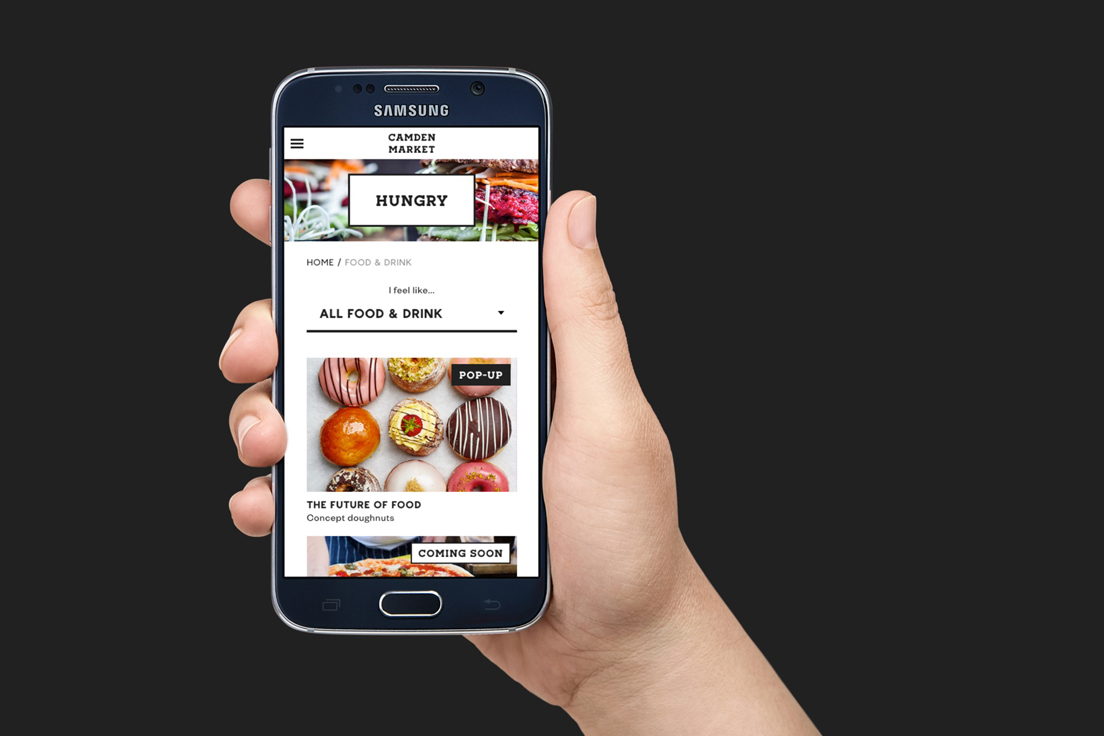 SAMSUNG
CAMDEN
MARKET
HUNGRY
HOME / FOOD & DRINK
I feel like...
ALL FOOD & DRINK
POP-UP
THE FUTURE OF FOOD
Concept doughnuts
COMING SOON